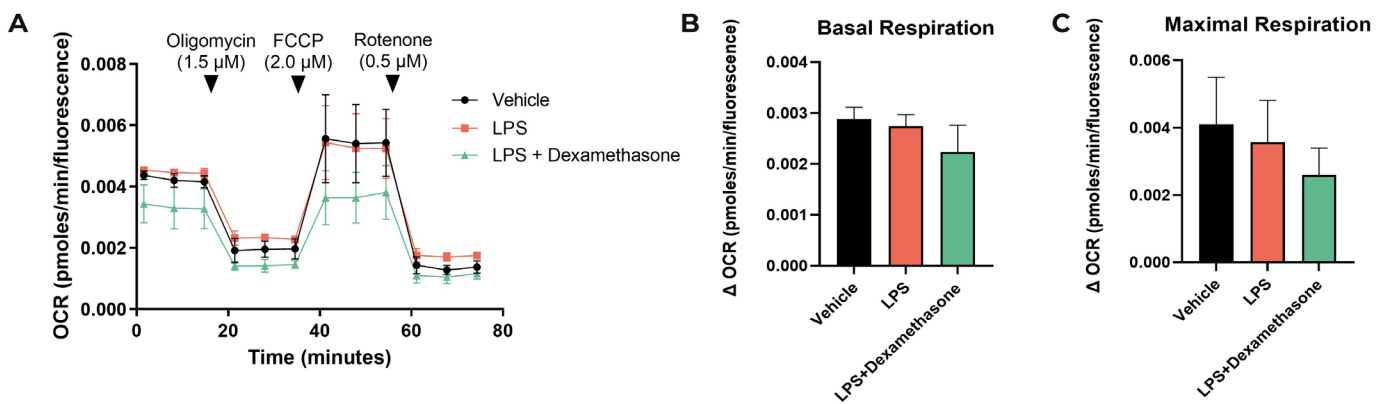 A
Oligomycin
(1.5 µM)
FCCP
(2.0 µM)
Rotenone
(0.5 µM)
OCR (pmoles/min/fluorescence)
0.008
0.006
0.004
0.002
0.000
0
20
40
60
80
Time (minutes)
Vehicle
LPS
LPS + Dexamethasone
B
Basal Respiration
Δ OCR (pmoles/min/fluorescence)
0.004
0.003
0.002
0.001
0.000
Vehicle
LPS
LPS+Dexamethasone
C
Maximal Respiration
Δ OCR (pmoles/min/fluorescence)
0.006
0.004
0.002
0.000
Vehicle
LPS
LPS+Dexamethasone